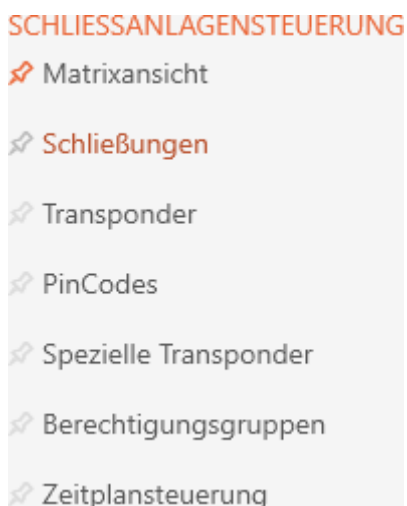 SCHLIESSANLAGENSTEUERUNG
Matrixansicht
Schließungen
Transponder
PinCodes
Spezielle Transponder
Berechtigungsgruppen
Zeitplansteuerung